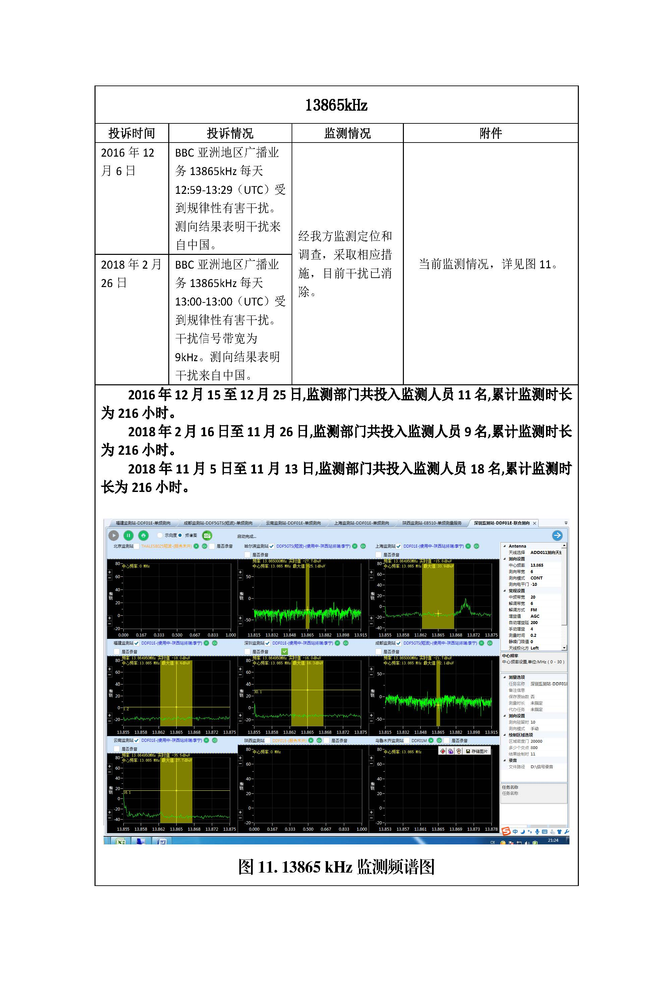 13865kHz
投诉时间
投诉情况
监测情况
附件
2016 年 12
月 6 日
BBC 亚洲地区广播业
务 13865kHz 每天
12:59-13:29（UTC）受
到规律性有害干扰。
测向结果表明干扰来
自中国。
2018 年 2 月
26 日
BBC 亚洲地区广播业
务 13865kHz 每天
13:00-13:00（UTC）受
到规律性有害干扰。
干扰信号带宽为
9kHz。测向结果表明
干扰来自中国。
经我方监测定位和
调查，采取相应措
施，目前干扰已消
除。
当前监测情况，详见图 11。
2016 年 12 月 15 至 12 月 25 日,监测部门共投入监测人员 11 名,累计监测时长
为 216 小时。
2018 年 2 月 16 日至 11 月 26 日,监测部门共投入监测人员 9 名,累计监测时长
为 216 小时。
2018 年 11 月 5 日至 11 月 13 日,监测部门共投入监测人员 18 名,累计监测时
长为 216 小时。
福建监测站-DDF01E-单频测向 成都监测站-DDF5GTS(短波)-单频测向 云南监测站-DDF01E-单频测向 上海监测站-DDF01E-单频测向 陕西监测站-EB510-单频测量服务 深圳监测站-DDF01E-联合测向
示向度 频谱图 启动完成...
北京监测站 THALES8025短波-(服务未开) 是否录音
哈尔滨监测站 DDF5GTS(短波)-(使用中-陕西站终端:李宁)
是否录音
上海监测站 DDF01E-(使用中-陕西站终端:李宁)
是否录音
中心频率:0 MHz
80
60
40
20
0
-20
频谱
0.000 0.167 0.333 0.500 0.667 0.833 1.000
频率 13.865000MHz 实时值 -27.7dBuV
中心频率:13.865 MHz 最大值:-25.1dBuV
50
0
-50
频谱
13.815 13.832 13.848 13.865 13.882 13.898 13.915
频率 13.864950MHz 实时值 -15.8dBuV
中心频率:13.865 MHz 最大值:33.9dBuV
80
60
40
20
0
-20
-40
频谱
13.855 13.858 13.862 13.865 13.868 13.872 13.875
福建监测站 DDF01E-(使用中-陕西站终端:李宁)
是否录音
深圳监测站 DDF01E-(使用中-陕西站终端:李宁)
是否录音
成都监测站 DDF5GTS(短波)-(使用中-陕西站终端:李宁)
是否录音
频率 13.864950MHz 实时值 -18.0dBuV
中心频率:13.865 MHz 最大值:8.4dBuV
80
60
40
20
0
-20
1.2
频谱
13.855 13.858 13.862 13.865 13.868 13.872 13.875
频率 13.864950MHz 实时值 -16.0dBuV
中心频率:13.865 MHz 最大值:16.3dBuV
80
60
40
20
0
-20
30.1
频谱
13.855 13.858 13.862 13.865 13.868 13.872 13.875
频率 13.865000MHz 实时值 -21.7dBuV
中心频率:13.865 MHz 最大值:-2.1dBuV
50
0
-50
频谱
13.815 13.832 13.848 13.865 13.882 13.898 13.915
云南监测站 DDF01E-(使用中-陕西站终端:李宁)
是否录音
陕西监测站 DDF01E-(服务未开) 是否录音
乌鲁木齐监测站 DDF01M 是否录音
频率 13.864950MHz 实时值 -35.5dBuV
中心频率:13.865 MHz 最大值:27.7dBuV
80
60
40
20
0
-20
-40
16.1
频谱
13.855 13.858 13.862 13.865 13.868 13.872 13.875
中心频率:0 MHz
80
60
40
20
0
-20
频谱
0.000 0.167 0.333 0.500 0.667 0.833 1.000
中心频率:13.865 MHz
存储图片
80
60
40
20
0
-20
频谱
13.853 13.857 13.861 13.865 13.869 13.873 13.878
Antenna
天线选择 ADD011测向天线
测向设置
中心频率 13.865
测向带宽 6
测向模式 CONT
测向电平门 -10
常规设置
中频带宽 20
解调带宽 6
解调方式 FM
增益值 AGC
自动增益延 200
手动增益 4
测量时间 0.2
静噪门限值 0
天线极化方 Left
中心频率
中心频率设置,单位:MHz ( 0 - 30 )
测量选项
任务名称 深圳监测站-DDF01
备注信息
保存原始数 否
测量时长 未指定
代办任务 未指定
测向设置
测向驻留时 10
测向模式 手动
绘制区域选项
区域密度门 20000
多少个交点 800
结果绘制时 11
录音
文件路径 D:\信号录音
任务名称
任务名称
中
CH
21:24
图 11. 13865 kHz 监测频谱图